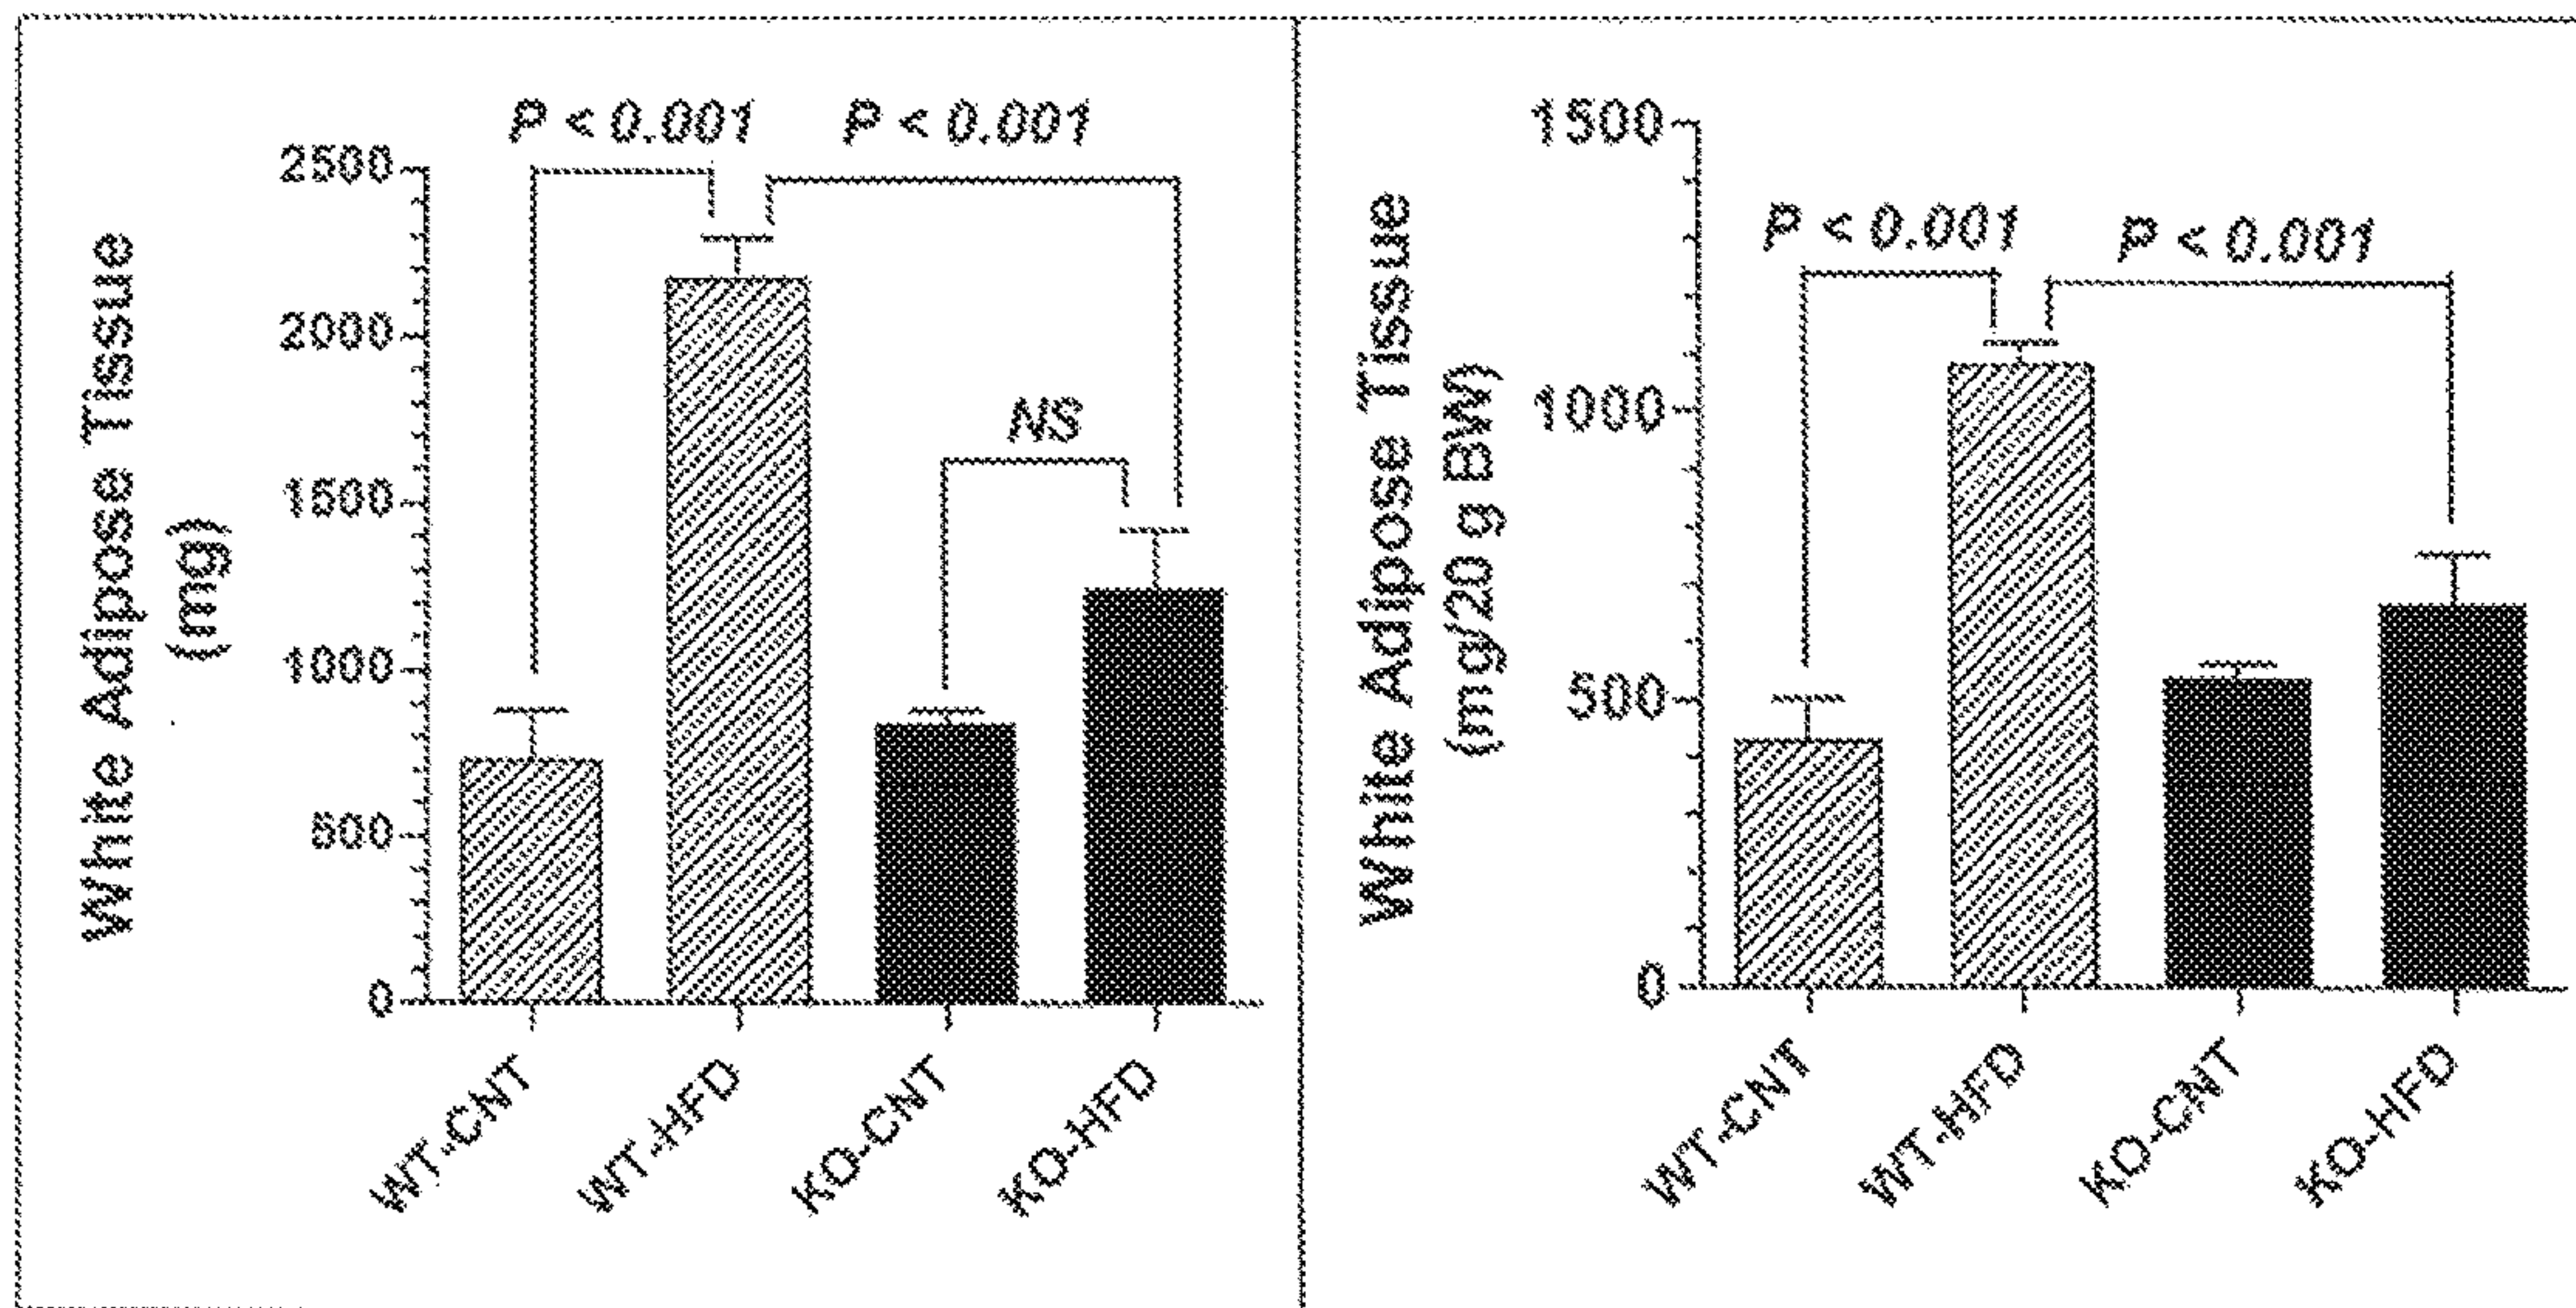 P < 0.001 P < 0.001
2500
2000
NS
1500
1000
500
0
White Adipose Tissue
(mg)
WT-CNT
WT-HFD
KO-CNT
KO-HFD
1500
P < 0.001 P < 0.001
1000
500
0
White Adipose Tissue
(mg/20 g BW)
WT-CNT
WT-HFD
KO-CNT
KO-HFD